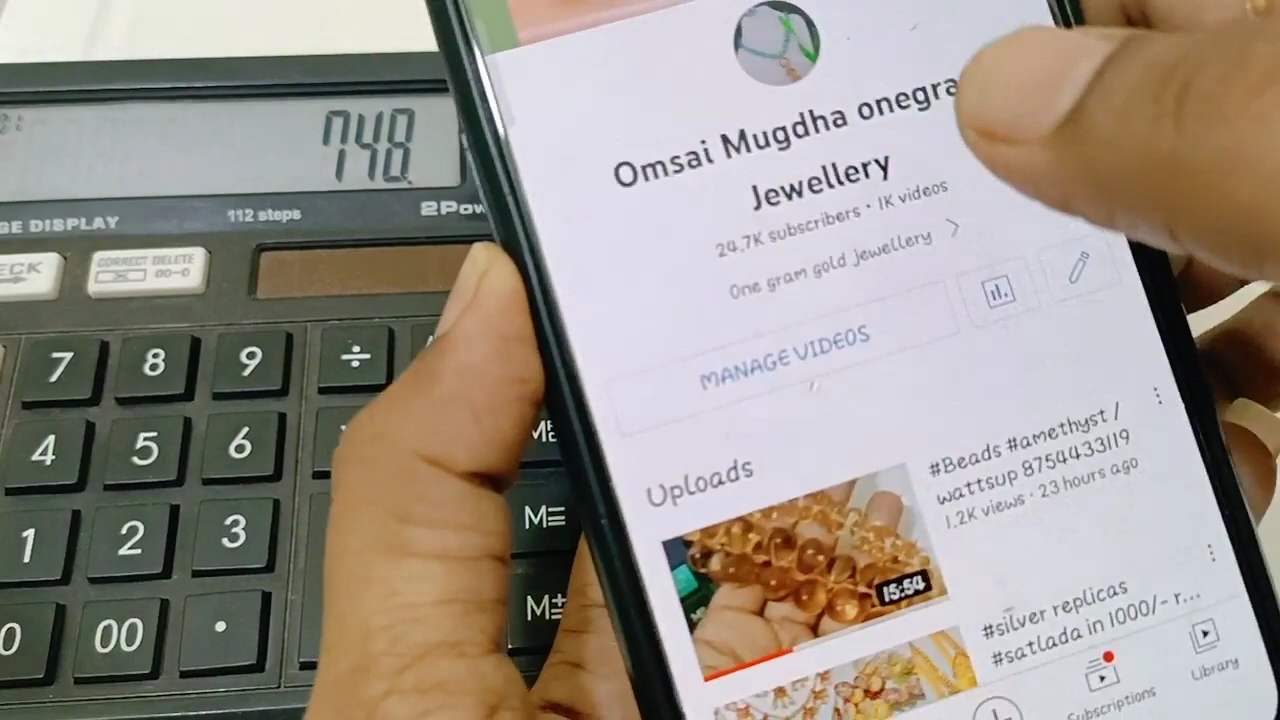 748.
GE DISPLAY
112 steps
2Pow
ECK
CORRECT DELETE
00→0
7
8
9
÷
4
5
6
1
2
3
M=
0
00
.
M±
Omsai Mugdha onegra
Jewellery
24.7K subscribers • 1K videos
One gram gold jewellery >
MANAGE VIDEOS
Uploads
15:54
#Beads #amethyst /
wattsup 8754433119
1.2K views · 23 hours ago
#silver replicas
#satlada in 1000/- r...
Subscriptions
Library